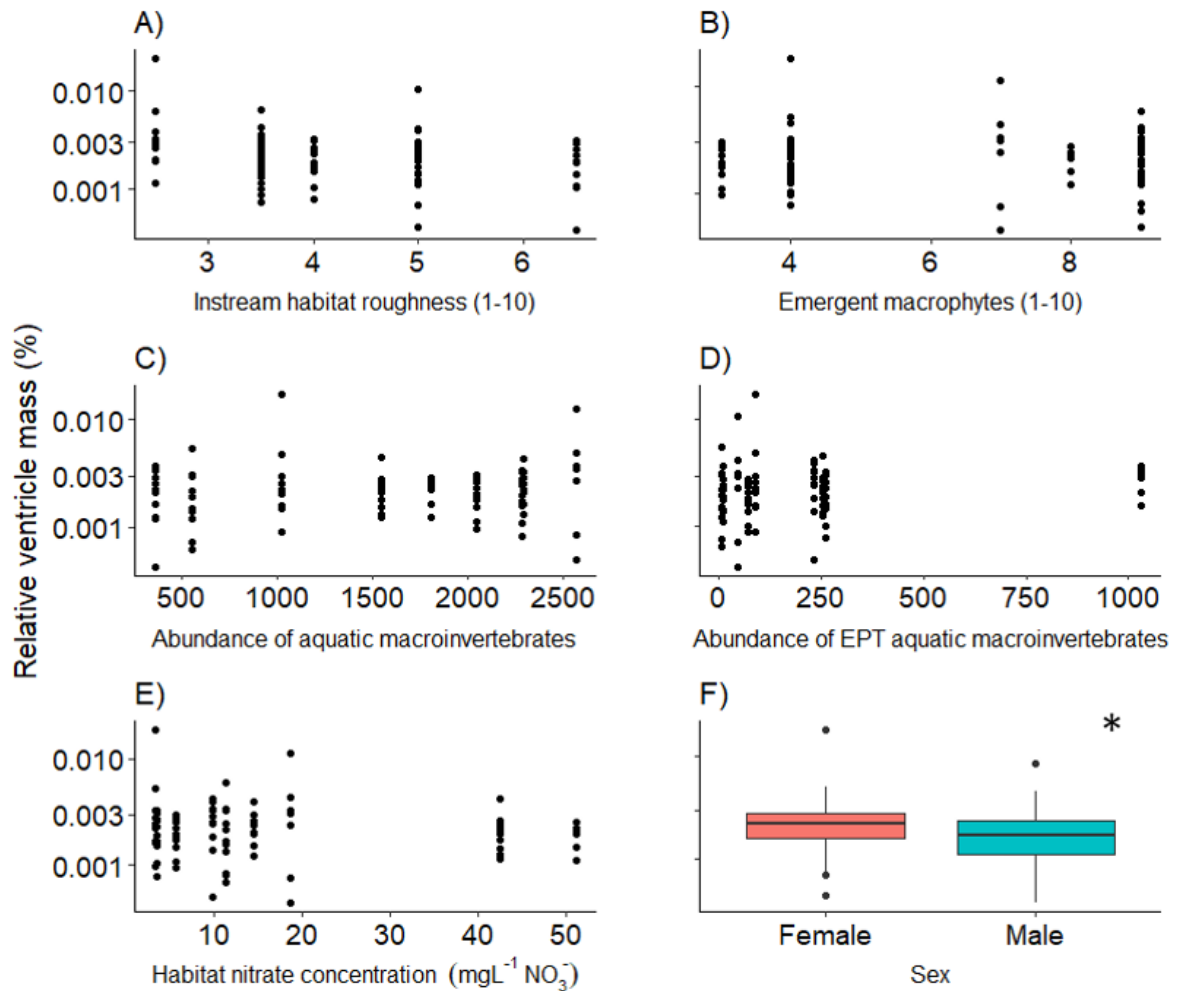 A)
0.010
0.003
0.001
3 4 5 6
Instream habitat roughness (1-10)
B)
4 6 8
Emergent macrophytes (1-10)
Relative ventricle mass (%)
C)
0.010
0.003
0.001
500 1000 1500 2000 2500
Abundance of aquatic macroinvertebrates
D)
0 250 500 750 1000
Abundance of EPT aquatic macroinvertebrates
E)
0.010
0.003
0.001
10 20 30 40 50
Habitat nitrate concentration (mgL⁻¹ NO₃⁻)
F)
*
Female Male
Sex